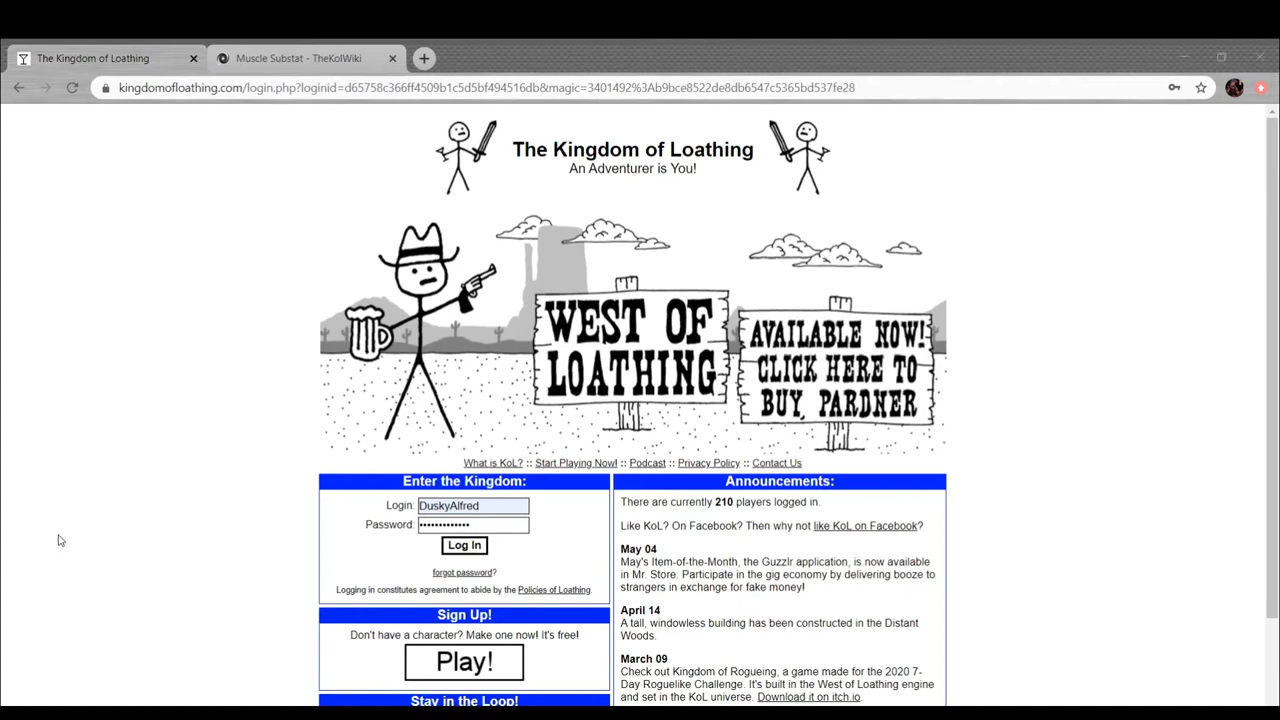 The Kingdom of Loathing
Muscle Substat - TheKolWiki
kingdomofloathing.com/login.php?loginid=d65758c366ff4509b1c5d5bf494516db&magic=3401492%3Ab9bce8522de8db6547c5365bd537fe28
The Kingdom of Loathing
An Adventurer is You!
WEST OF
LOATHING
AVAILABLE NOW!
CLICK HERE TO
BUY, PARDNER
What is KoL? :: Start Playing Now! :: Podcast :: Privacy Policy :: Contact Us
Enter the Kingdom:
Login: DuskyAlfred
Password: •••••••••••••
Log In
forgot password?
Logging in constitutes agreement to abide by the Policies of Loathing.
Sign Up!
Don't have a character? Make one now! It's free!
Play!
Stay in the Loop!
Announcements:
There are currently 210 players logged in.
Like KoL? On Facebook? Then why not like KoL on Facebook?
May 04
May's Item-of-the-Month, the Guzzlr application, is now available
in Mr. Store. Participate in the gig economy by delivering booze to
strangers in exchange for fake money!
April 14
A tall, windowless building has been constructed in the Distant
Woods.
March 09
Check out Kingdom of Rogueing, a game made for the 2020 7-
Day Roguelike Challenge. It's built in the West of Loathing engine
and set in the KoL universe. Download it on itch.io.